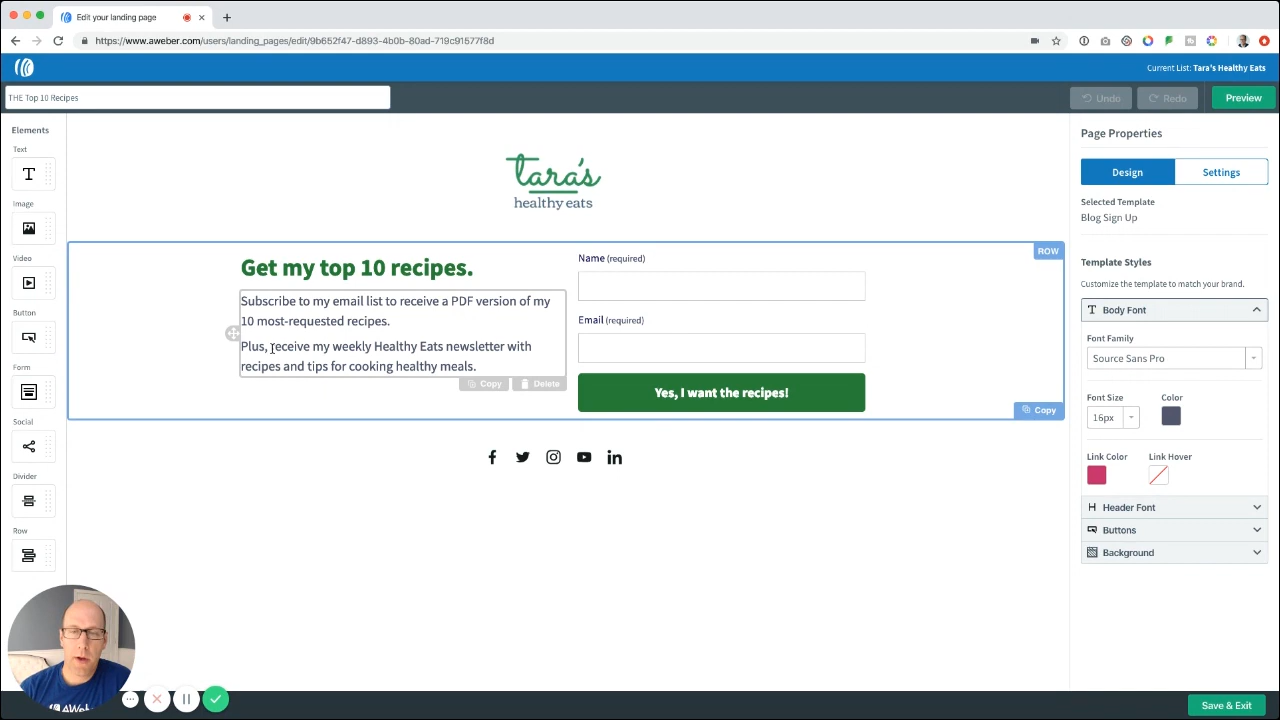 Edit your landing page
https://www.aweber.com/users/landing_pages/edit/9b652f47-d893-4b0b-80ad-719c91577f8d
Current List: Tara's Healthy Eats
THE Top 10 Recipes
Undo
Redo
Preview
Elements
Text
Image
Video
Button
Form
Social
Divider
Row
tara's
healthy eats
ROW
Get my top 10 recipes.
Subscribe to my email list to receive a PDF version of my
10 most-requested recipes.
Plus, receive my weekly Healthy Eats newsletter with
recipes and tips for cooking healthy meals.
Copy
Delete
Name (required)
Email (required)
Yes, I want the recipes!
Copy
Page Properties
Design
Settings
Selected Template
Blog Sign Up
Template Styles
Customize the template to match your brand.
Body Font
Font Family
Source Sans Pro
Font Size
Color
16px
Link Color
Link Hover
Header Font
Buttons
Background
Save & Exit